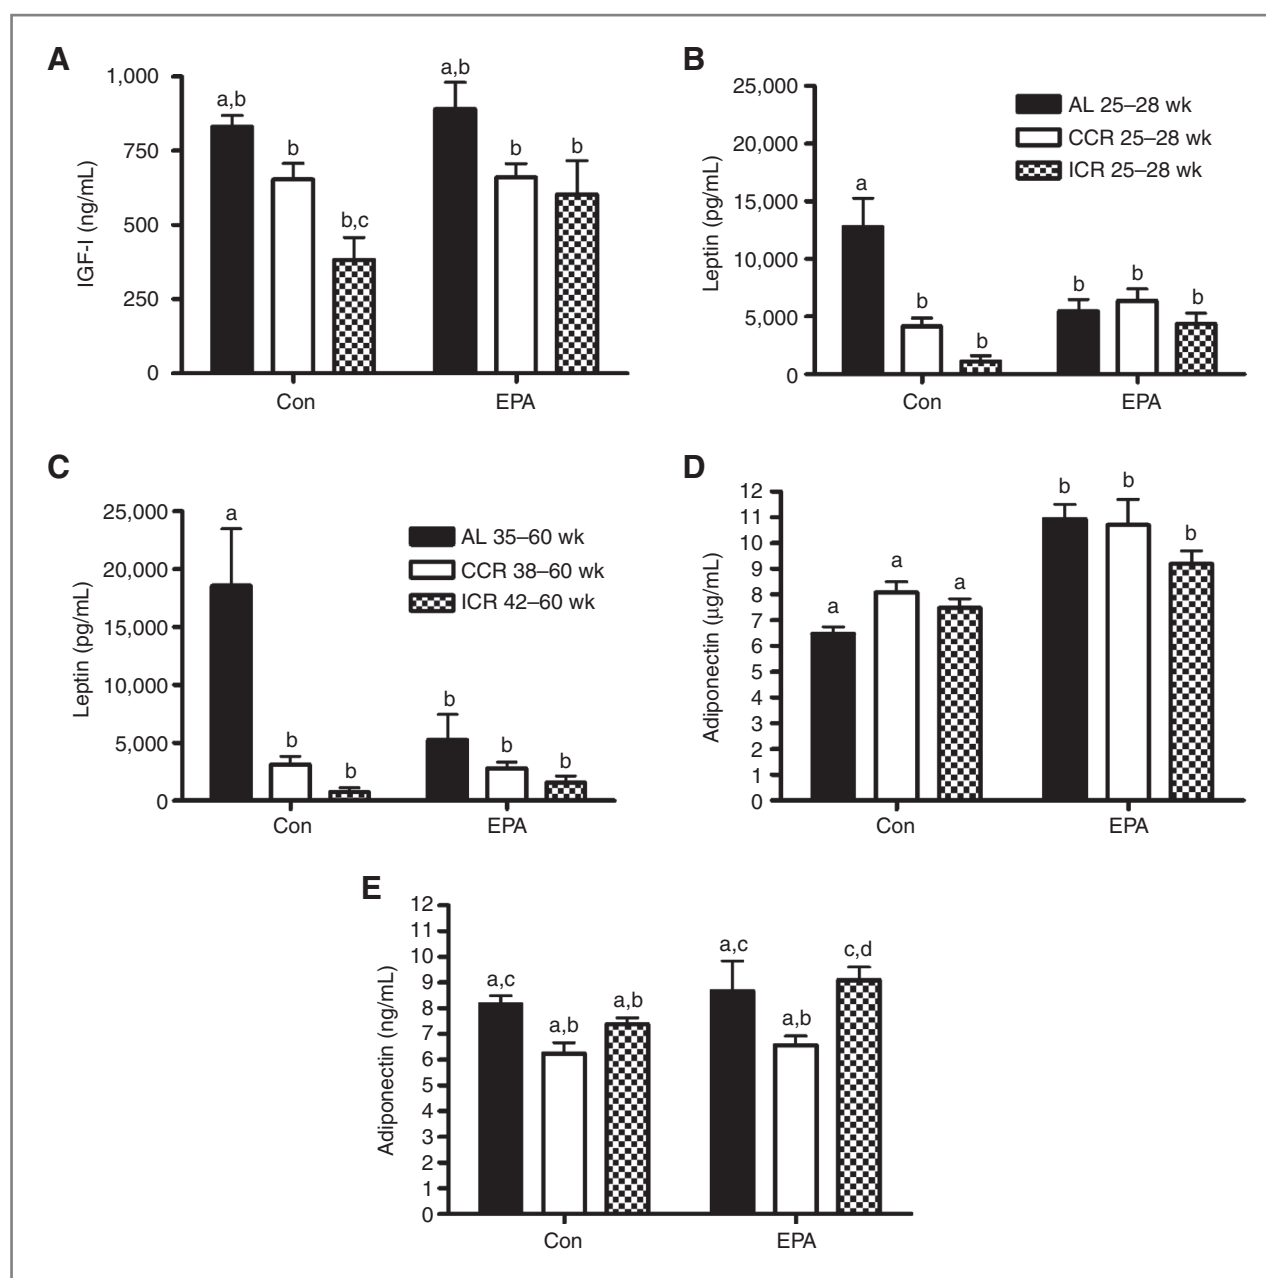 A
IGF-I (ng/mL)
1,000
750
500
250
0
a,b
b
b,c
a,b
b
b
Con
EPA
B
Leptin (pg/mL)
25,000
20,000
15,000
10,000
5,000
0
AL 25–28 wk
CCR 25–28 wk
ICR 25–28 wk
a
b
b
b
b
b
Con
EPA
C
Leptin (pg/mL)
25,000
20,000
15,000
10,000
5,000
0
AL 35–60 wk
CCR 38–60 wk
ICR 42–60 wk
a
b
b
b
b
b
Con
EPA
D
Adiponectin (µg/mL)
12
11
10
9
8
7
6
5
4
3
2
1
0
a
a
a
b
b
b
Con
EPA
E
Adiponectin (ng/mL)
12
11
10
9
8
7
6
5
4
3
2
1
0
a,c
a,b
a,b
a,c
a,b
c,d
Con
EPA